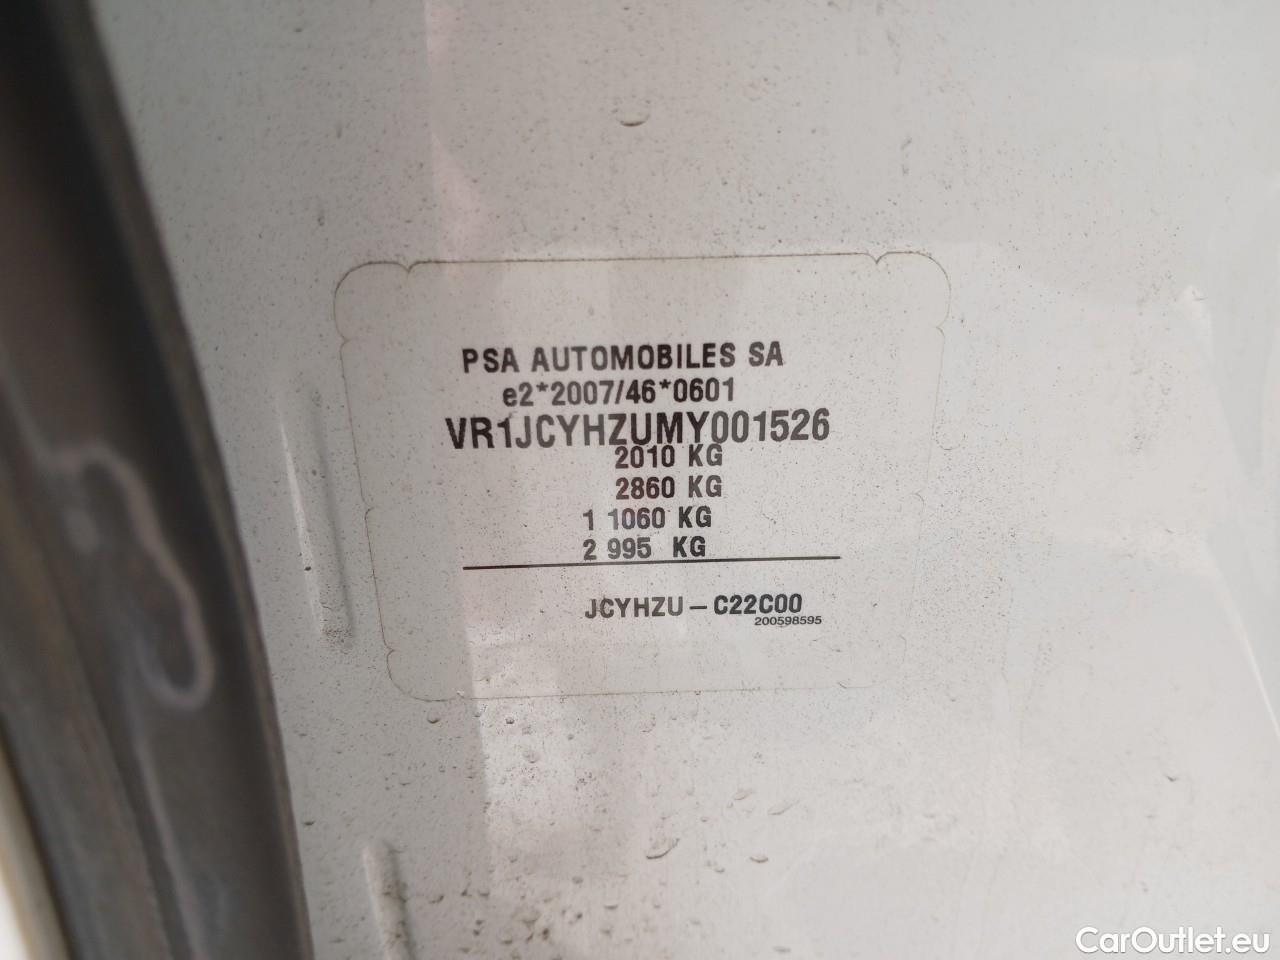 PSA AUTOMOBILES SA
e2*2007/46*0601
VR1JCYHZUMY001526
2010 KG
2860 KG
1 1060 KG
2 995 KG
JCYHZU – C22C00
200598595
CarOutlet.eu